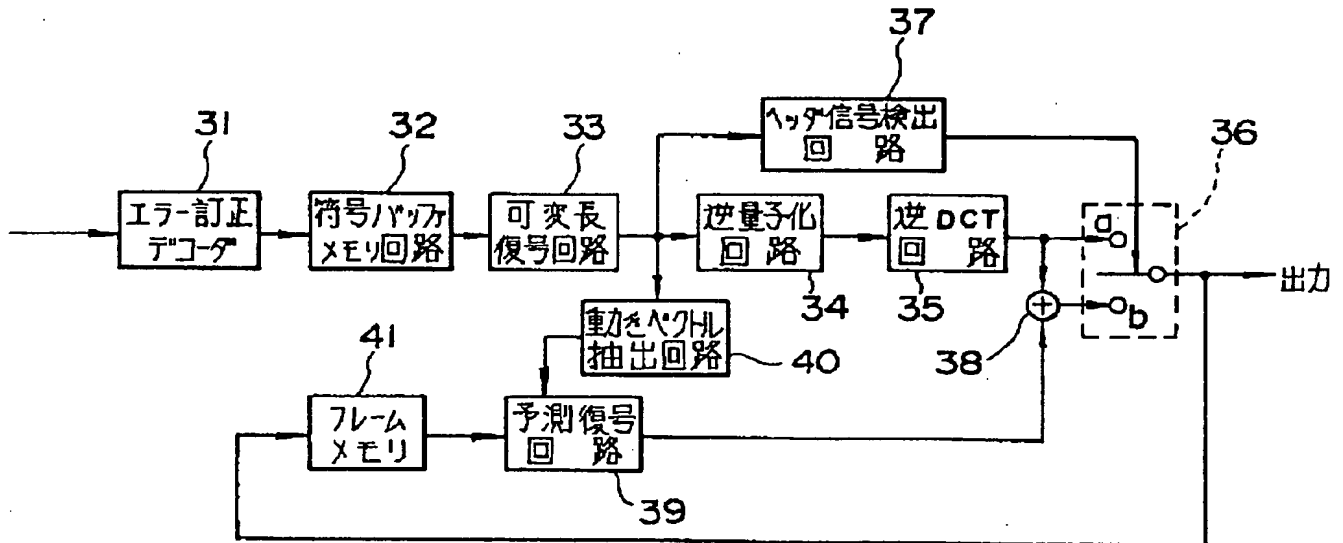 37
ヘッダ信号検出
回 路
36
31
エラー訂正
デコーダ
32
符号バッファ
メモリ回路
33
可変長
復号回路
逆量子化
回 路
34
逆DCT
回 路
35
a
b
出力
38
動きベクトル
抽出回路
40
41
フレーム
メモリ
予測復号
回 路
39